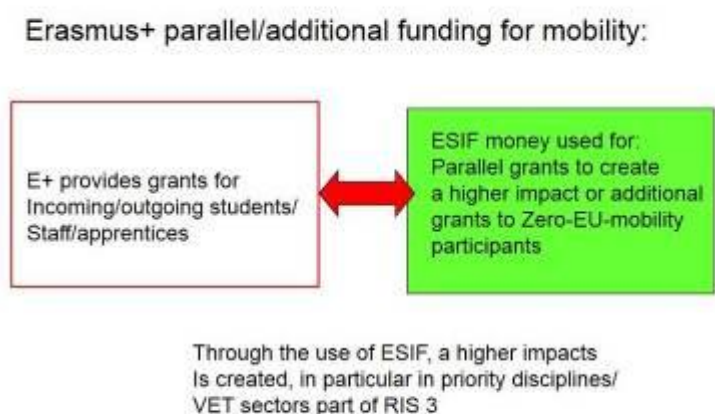 Erasmus+ parallel/additional funding for mobility:
E+ provides grants for
Incoming/outgoing students/
Staff/apprentices
ESIF money used for:
Parallel grants to create
a higher impact or additional
grants to Zero-EU-mobility
participants
Through the use of ESIF, a higher impacts
Is created, in particular in priority disciplines/
VET sectors part of RIS 3